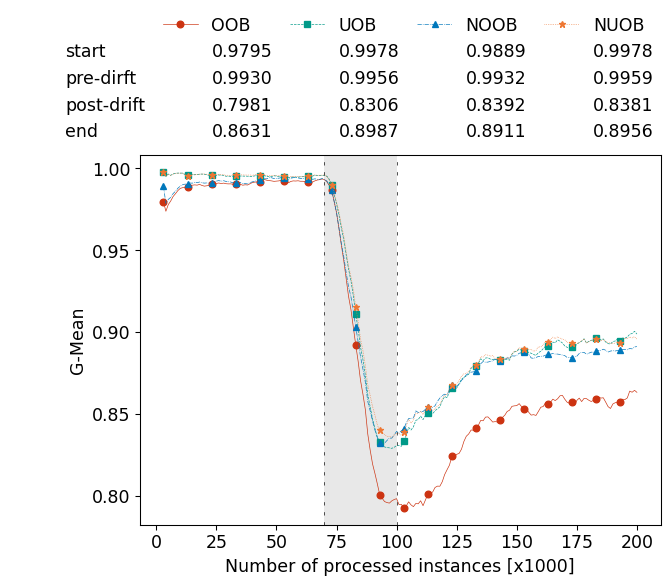 OOB UOB NOOB NUOB
start 0.9795 0.9978 0.9889 0.9978
pre-dirft 0.9930 0.9956 0.9932 0.9959
post-drift 0.7981 0.8306 0.8392 0.8381
end 0.8631 0.8987 0.8911 0.8956
1.00
0.95
0.90
0.85
0.80
G-Mean
0 25 50 75 100 125 150 175 200
Number of processed instances [x1000]